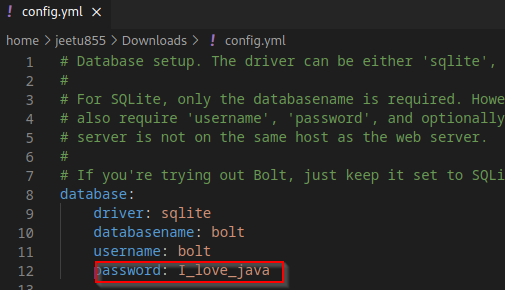 ! config.yml ×
home > jeetu855 > Downloads > ! config.yml
1 # Database setup. The driver can be either 'sqlite',
2 #
3 # For SQLite, only the databasename is required. Howe
4 # also require 'username', 'password', and optionally
5 # server is not on the same host as the web server.
6 #
7 # If you're trying out Bolt, just keep it set to SQLi
8 database:
9 driver: sqlite
10 databasename: bolt
11 username: bolt
12 password: I_love_java
13